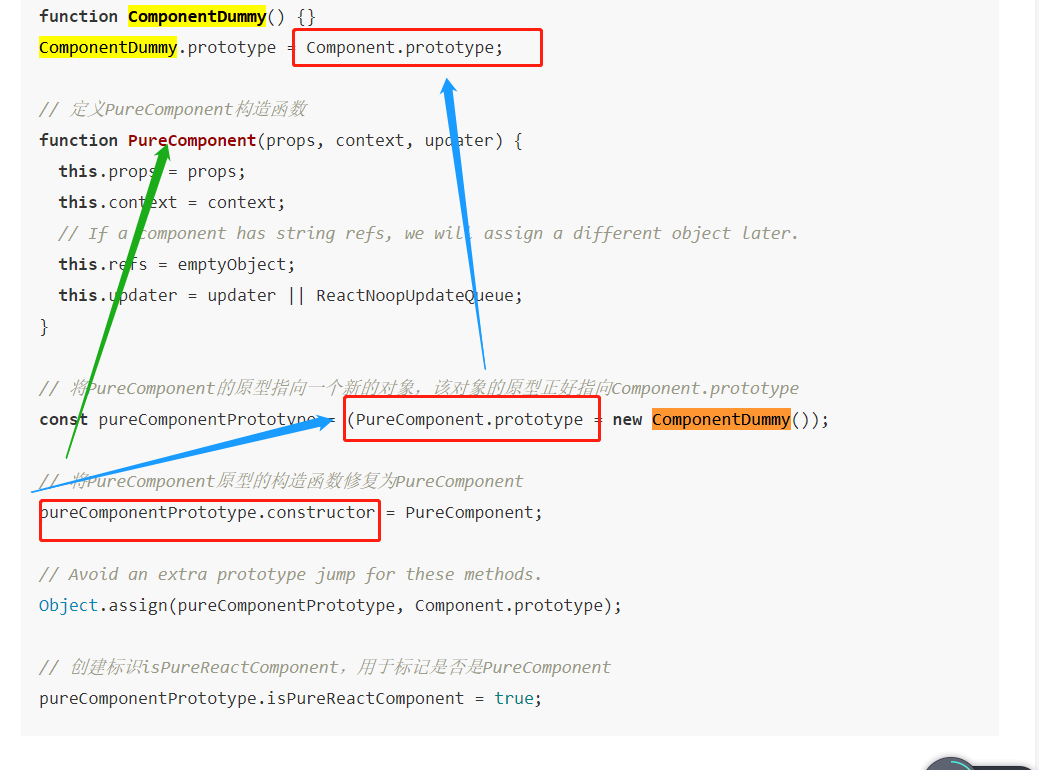 function ComponentDummy() {}
ComponentDummy.prototype = Component.prototype;
// 定义PureComponent构造函数
function PureComponent(props, context, updater) {
this.props = props;
this.context = context;
// If a component has string refs, we will assign a different object later.
this.refs = emptyObject;
this.updater = updater || ReactNoopUpdateQueue;
}
// 将PureComponent的原型指向一个新的对象，该对象的原型正好指向Component.prototype
const pureComponentPrototype = (PureComponent.prototype = new ComponentDummy());
// 将PureComponent原型的构造函数修复为PureComponent
pureComponentPrototype.constructor = PureComponent;
// Avoid an extra prototype jump for these methods.
Object.assign(pureComponentPrototype, Component.prototype);
// 创建标识isPureReactComponent，用于标记是否是PureComponent
pureComponentPrototype.isPureReactComponent = true;